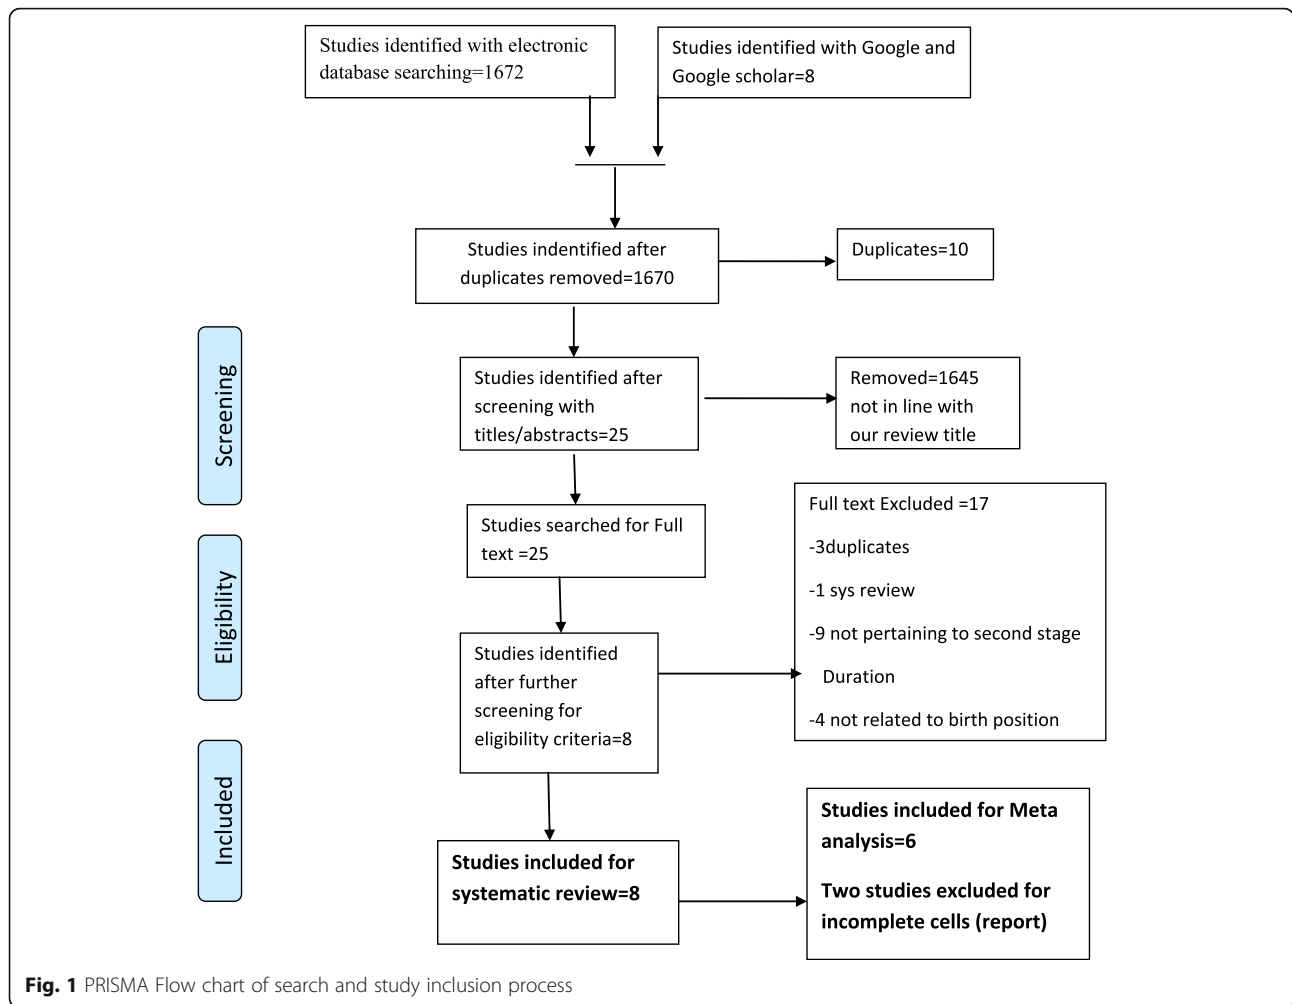 Studies identified with electronic
database searching=1672
Studies identified with Google and
Google scholar=8
Studies indentified after
duplicates removed=1670
Duplicates=10
Screening
Studies identified after
screening with
titles/abstracts=25
Removed=1645
not in line with
our review title
Studies searched for Full
text =25
Full text Excluded =17
-3duplicates
-1 sys review
-9 not pertaining to second stage
Duration
-4 not related to birth position
Eligibility
Studies identified
after further
screening for
eligibility criteria=8
Included
Studies included for
systematic review=8
Studies included for Meta
analysis=6
Two studies excluded for
incomplete cells (report)
Fig. 1 PRISMA Flow chart of search and study inclusion process